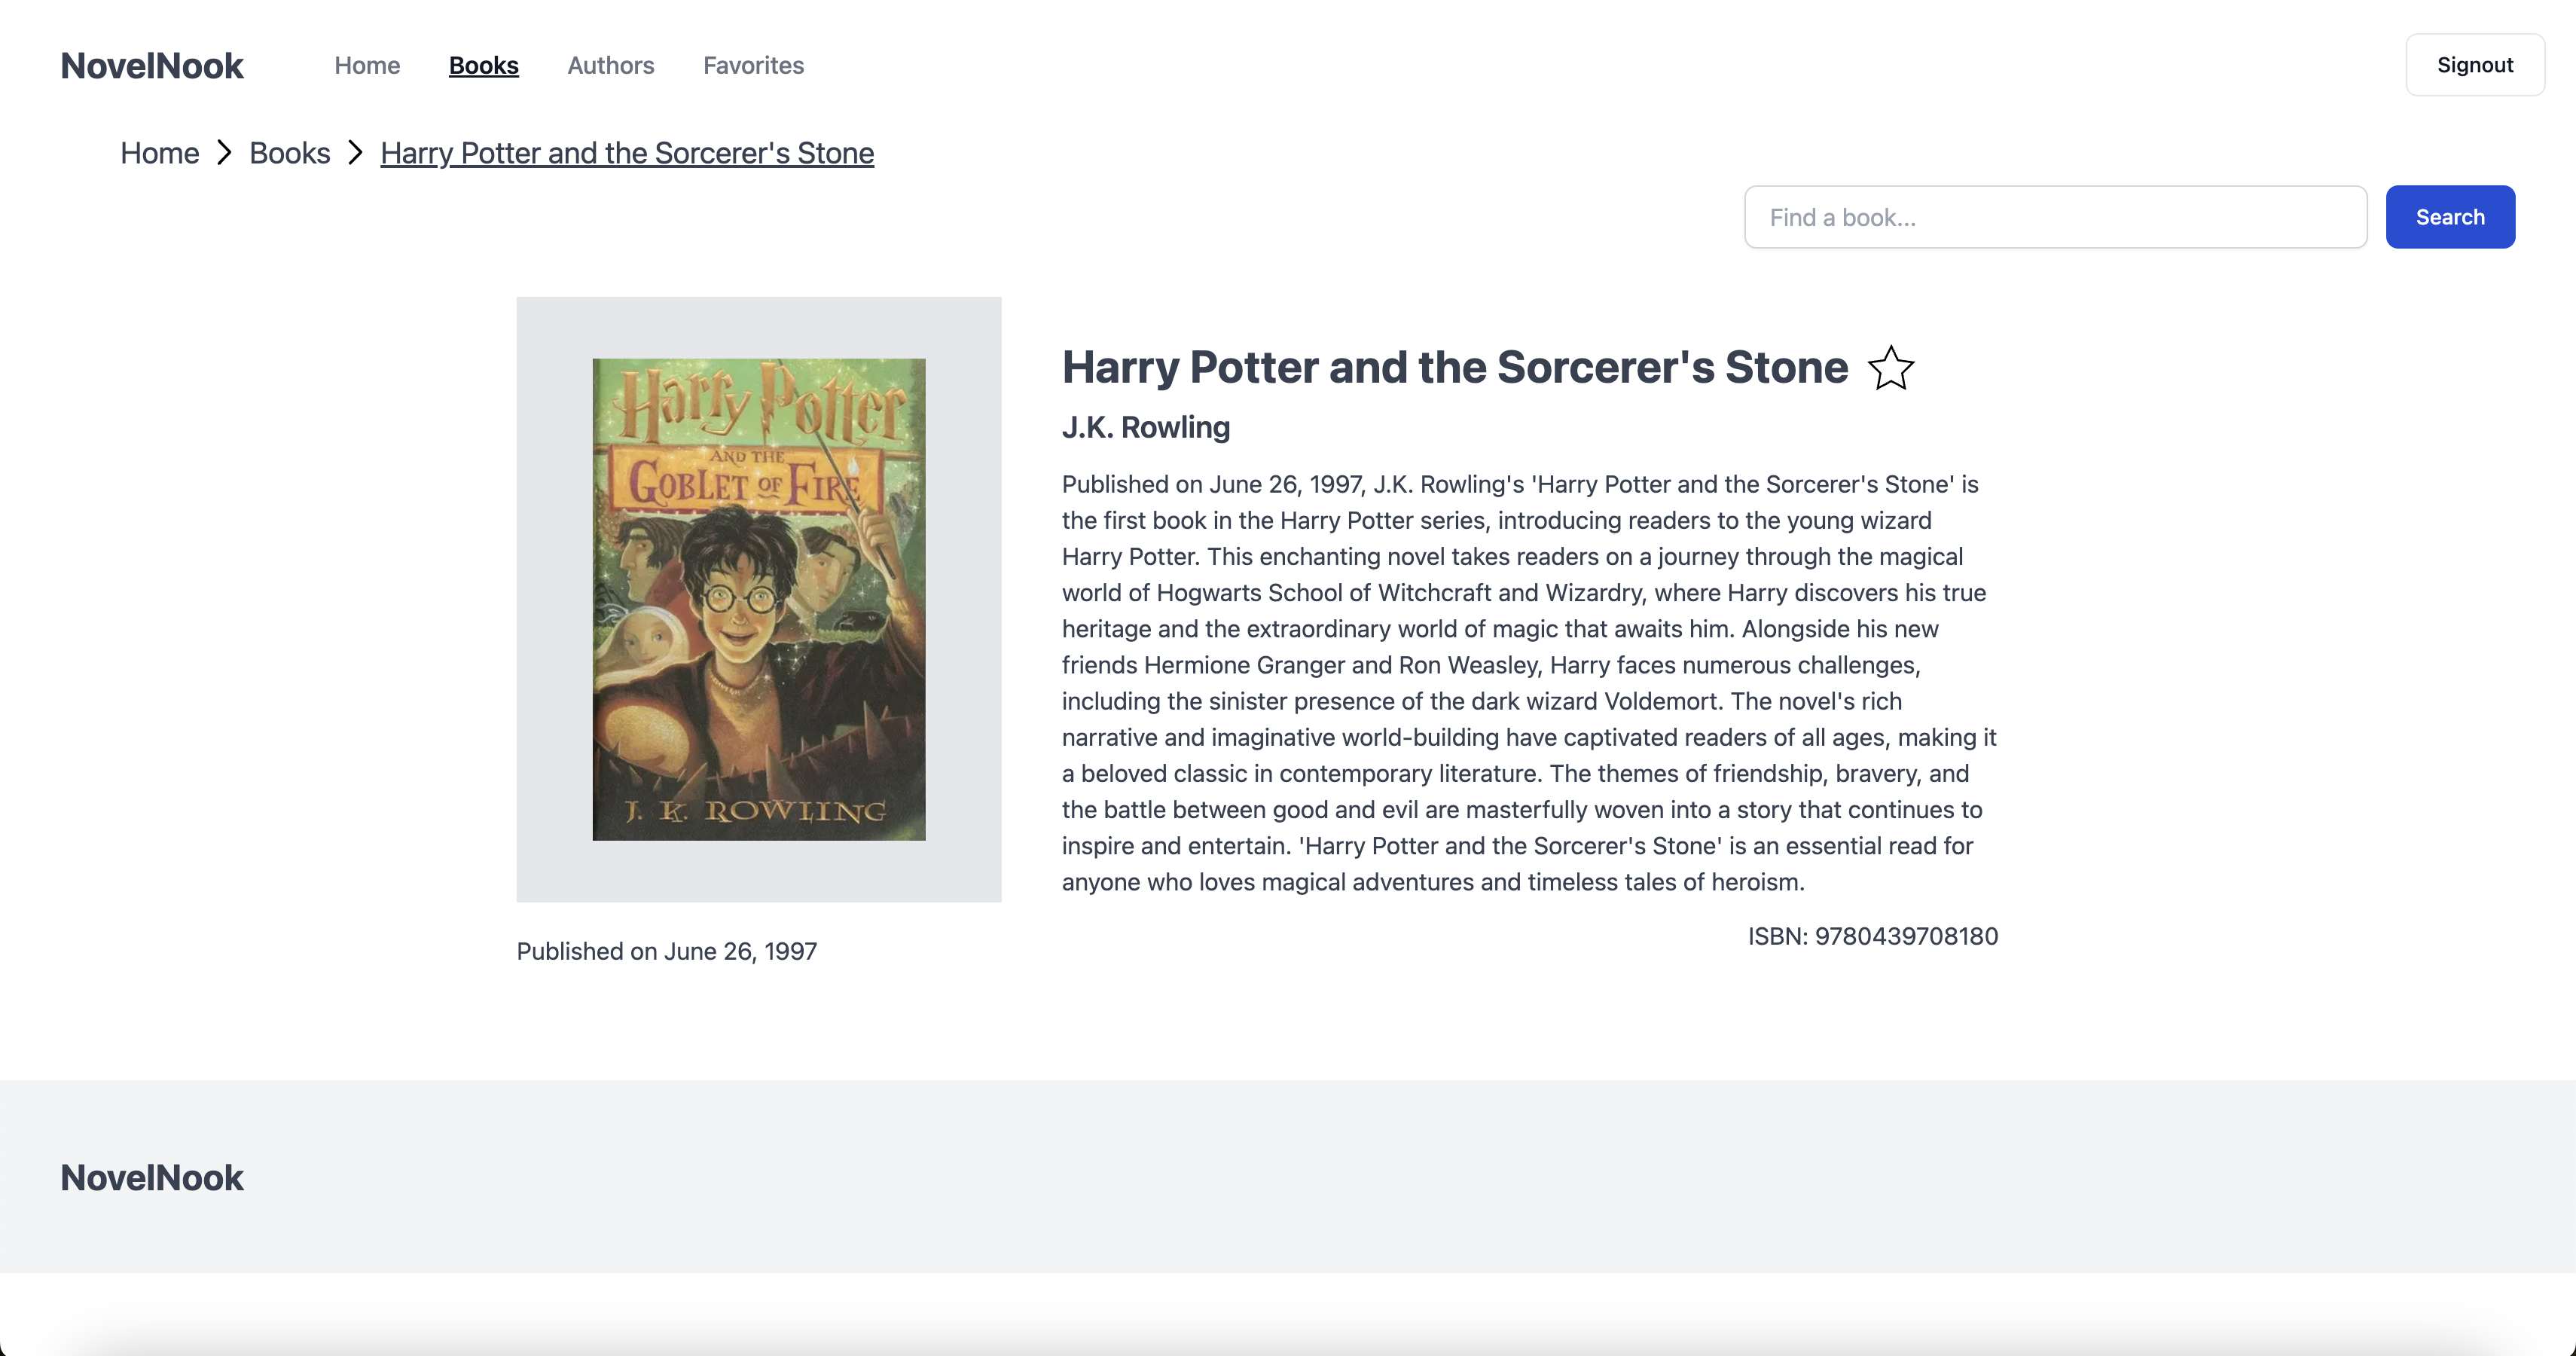 NovelNook Home Books Authors Favorites Signout
Home > Books > Harry Potter and the Sorcerer's Stone
Find a book... Search
Harry Potter
AND THE
GOBLET OF FIRE
J. K. ROWLING
Published on June 26, 1997
Harry Potter and the Sorcerer's Stone
J.K. Rowling
Published on June 26, 1997, J.K. Rowling's 'Harry Potter and the Sorcerer's Stone' is
the first book in the Harry Potter series, introducing readers to the young wizard
Harry Potter. This enchanting novel takes readers on a journey through the magical
world of Hogwarts School of Witchcraft and Wizardry, where Harry discovers his true
heritage and the extraordinary world of magic that awaits him. Alongside his new
friends Hermione Granger and Ron Weasley, Harry faces numerous challenges,
including the sinister presence of the dark wizard Voldemort. The novel's rich
narrative and imaginative world-building have captivated readers of all ages, making it
a beloved classic in contemporary literature. The themes of friendship, bravery, and
the battle between good and evil are masterfully woven into a story that continues to
inspire and entertain. 'Harry Potter and the Sorcerer's Stone' is an essential read for
anyone who loves magical adventures and timeless tales of heroism.
ISBN: 9780439708180
NovelNook